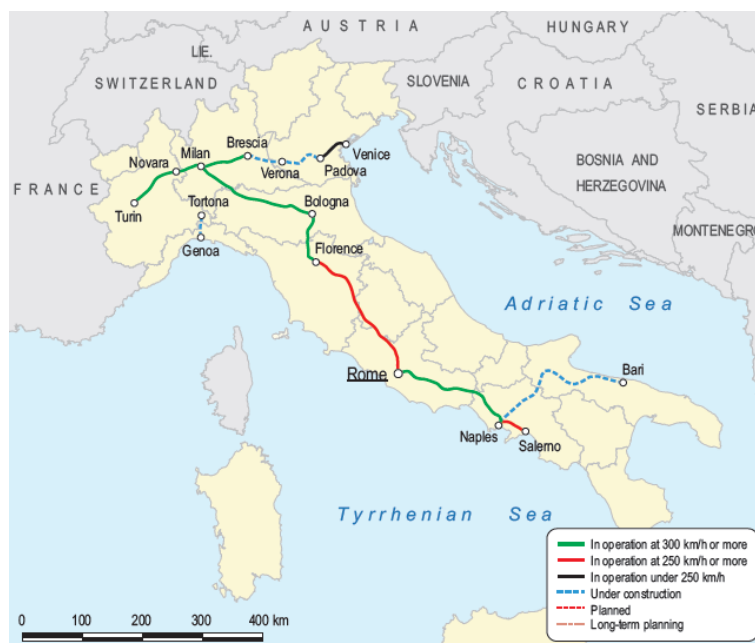 AUSTRIA
HUNGARY
LIE.
SWITZERLAND
SLOVENIA
CROATIA
SERBIA
Brescia
Milan
Novara
Venice
Verona
Padova
BOSNIA AND
HERZEGOVINA
FRANCE
Turin
Tortona
Bologna
Genoa
Florence
MONTENEGRO
Adriatic Sea
Rome
Bari
Naples
Salerno
Tyrrhenian Sea
In operation at 300 km/h or more
In operation at 250 km/h or more
In operation under 250 km/h
Under construction
Planned
Long-term planning
0 100 200 300 400 km